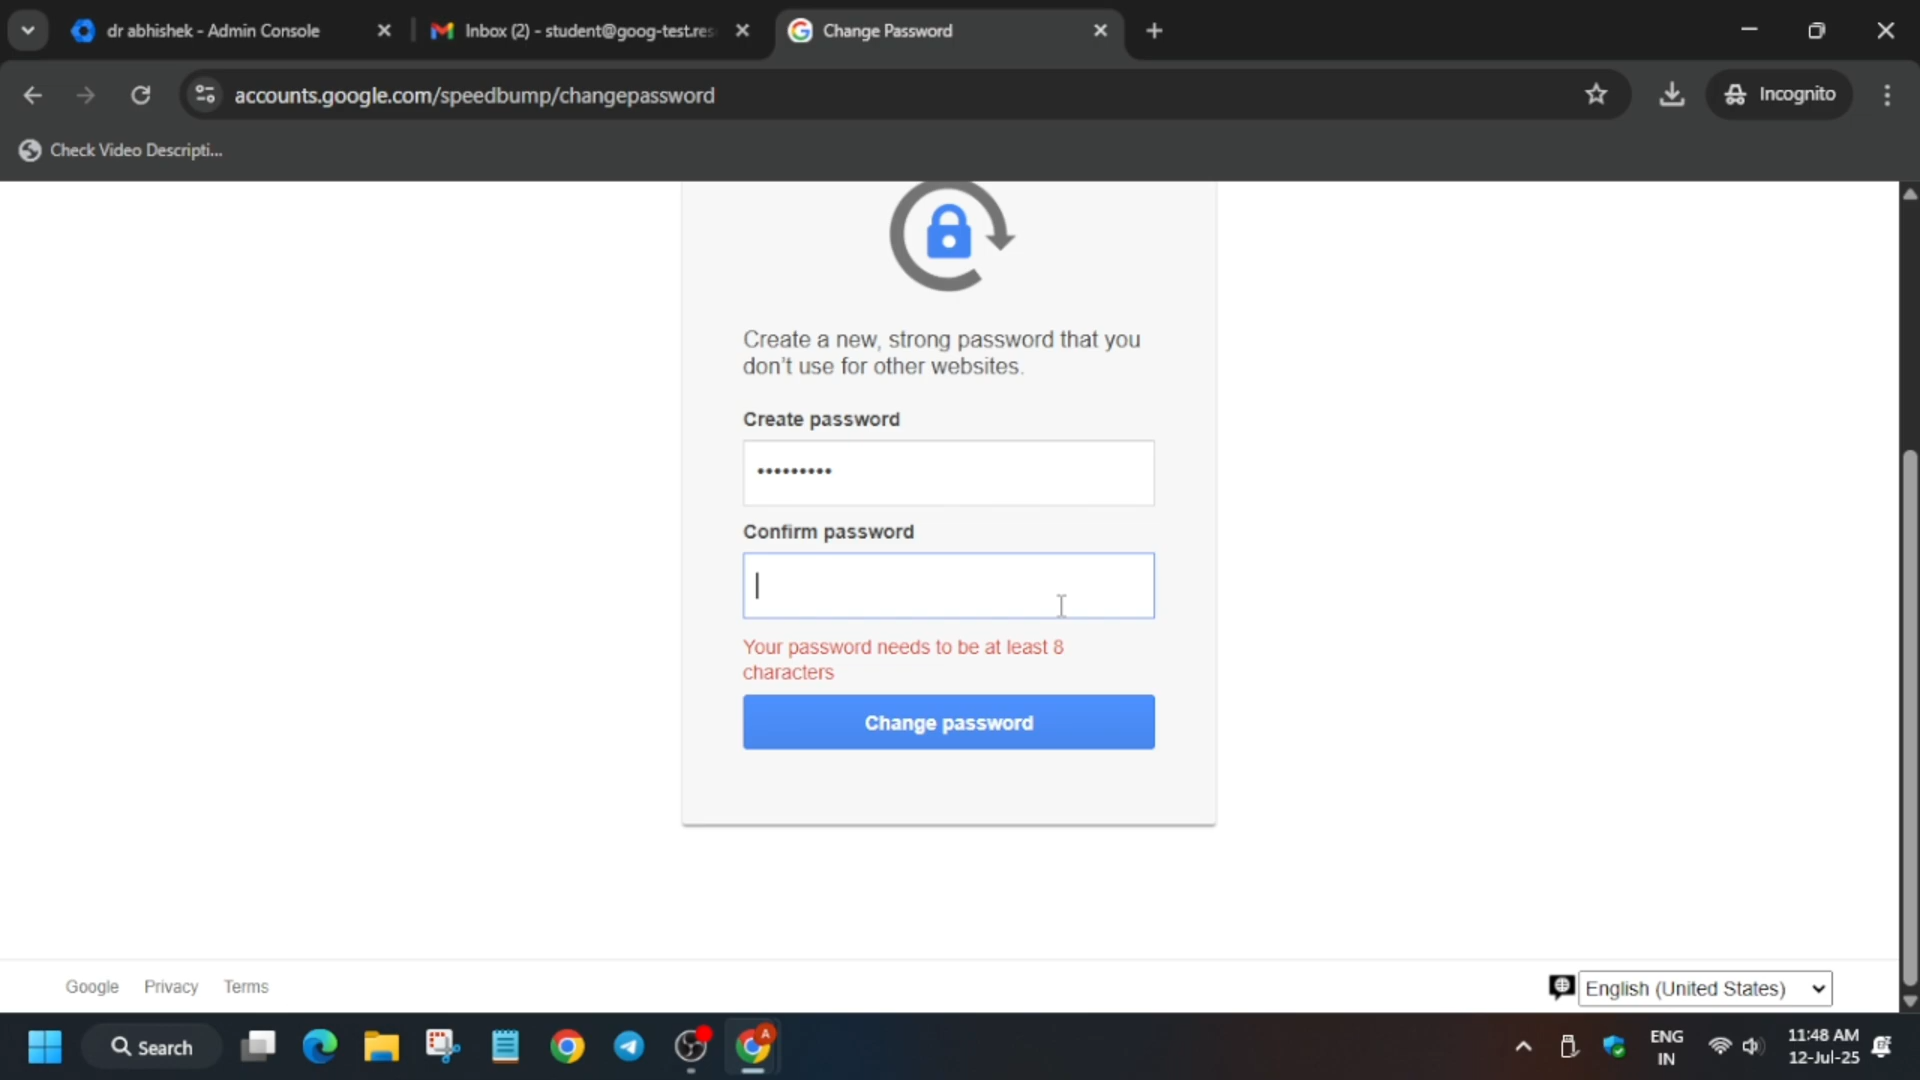 dr abhishek - Admin Console
Inbox (2) - student@goog-test.res
Change Password
accounts.google.com/speedbump/changepassword
Incognito
Check Video Descripti...
Create a new, strong password that you
don't use for other websites.
Create password
•••••••••
Confirm password
Your password needs to be at least 8
characters
Change password
Google Privacy Terms
English (United States)
Search
A
ENG
IN
11:48 AM
12-Jul-25